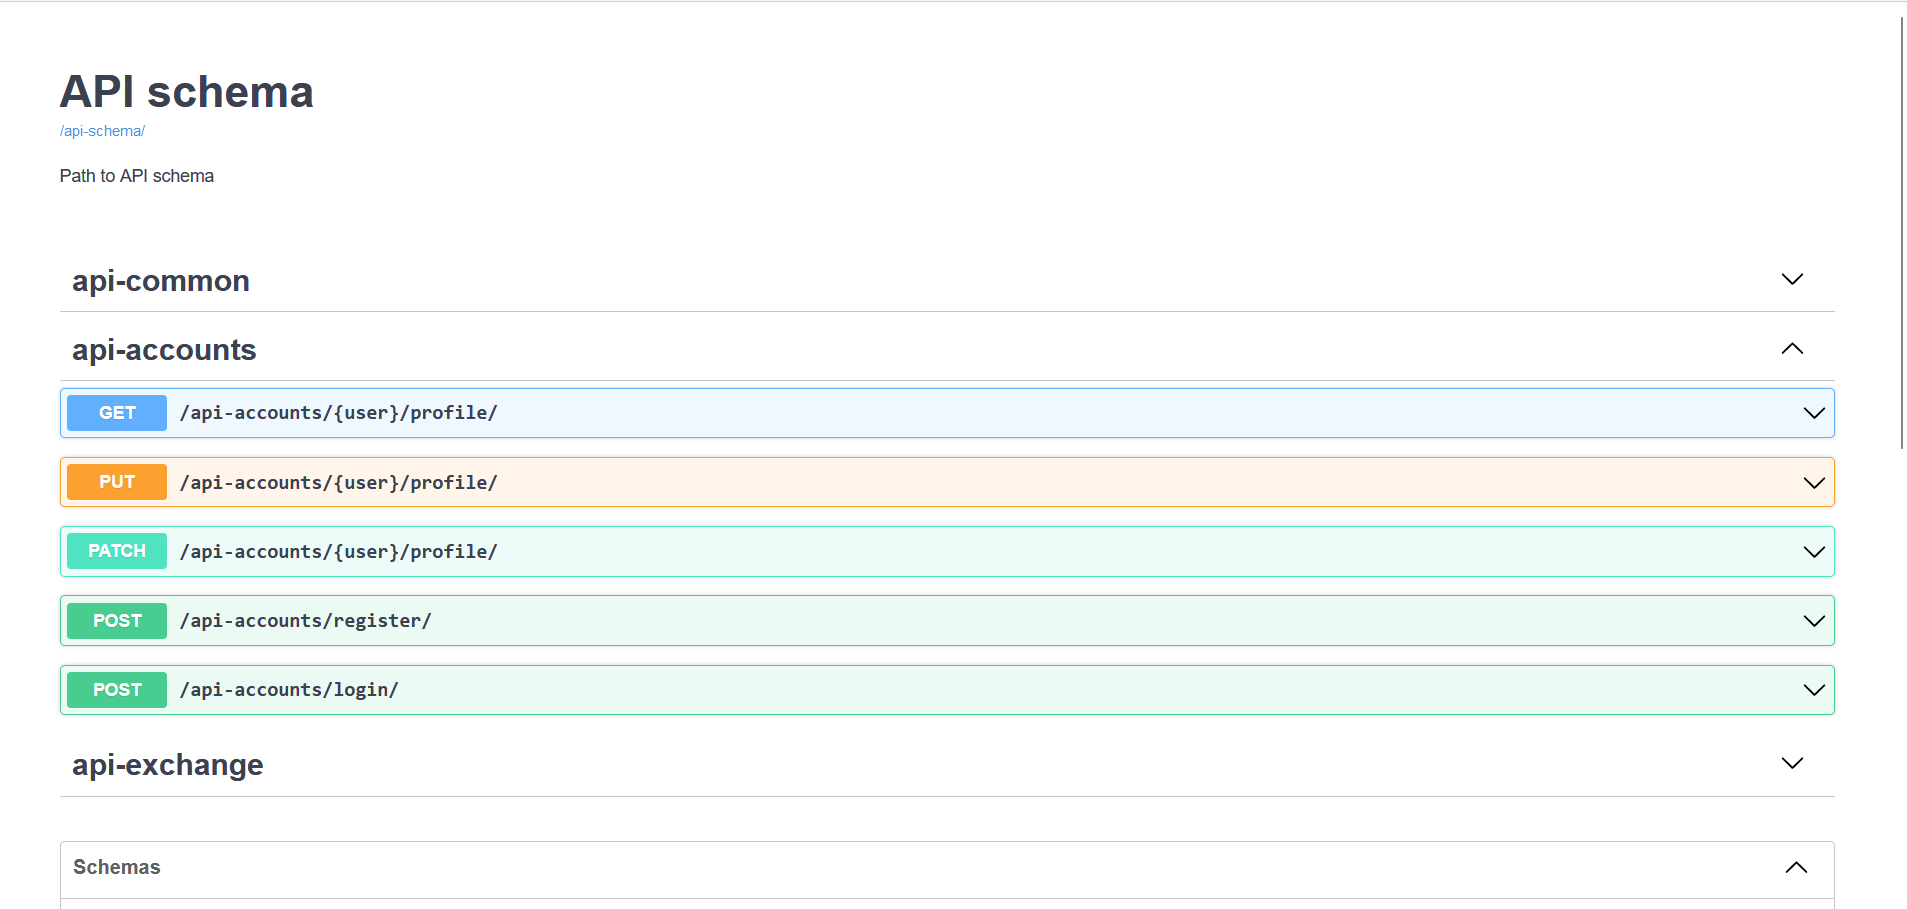 API schema
/api-schema/
Path to API schema
api-common
api-accounts
GET /api-accounts/{user}/profile/
PUT /api-accounts/{user}/profile/
PATCH /api-accounts/{user}/profile/
POST /api-accounts/register/
POST /api-accounts/login/
api-exchange
Schemas